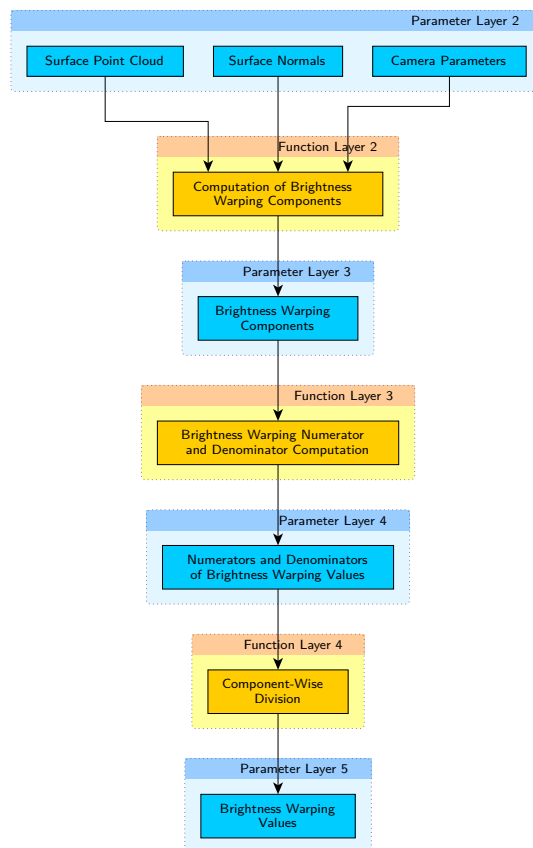 Parameter Layer 2
Surface Point Cloud
Surface Normals
Camera Parameters
Function Layer 2
Computation of Brightness
Warping Components
Parameter Layer 3
Brightness Warping
Components
Function Layer 3
Brightness Warping Numerator
and Denominator Computation
Parameter Layer 4
Numerators and Denominators
of Brightness Warping Values
Function Layer 4
Component-Wise
Division
Parameter Layer 5
Brightness Warping
Values